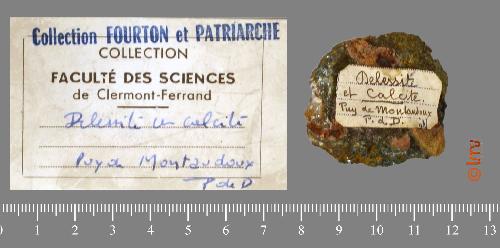 Collection FOURTON et PATRIARCHE
COLLECTION
FACULTÉ DES SCIENCES
de Clermont-Ferrand
Delessite et calcite
Puy de Montaudoux
P de D
Delessite
et Calcite.
Puy de Montaudoux
P. d. D.
0 1 2 3 4 5 6 7 8 9 10 11 12 13